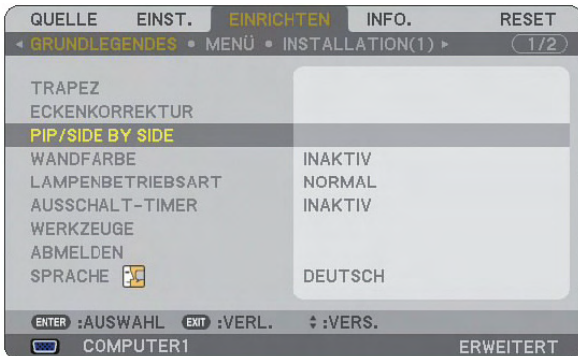 QUELLE EINST. EINRICHTEN INFO. RESET
GRUNDLEGENDES • MENÜ • INSTALLATION(1) 1/2
TRAPEZ
ECKENKORREKTUR
PIP/SIDE BY SIDE
WANDFARBE INAKTIV
LAMPENBETRIEBSART NORMAL
AUSSCHALT-TIMER INAKTIV
WERKZEUGE
ABMELDEN
SPRACHE DEUTSCH
ENTER :AUSWAHL EXIT :VERL. :VERS.
COMPUTER1 ERWEITERT